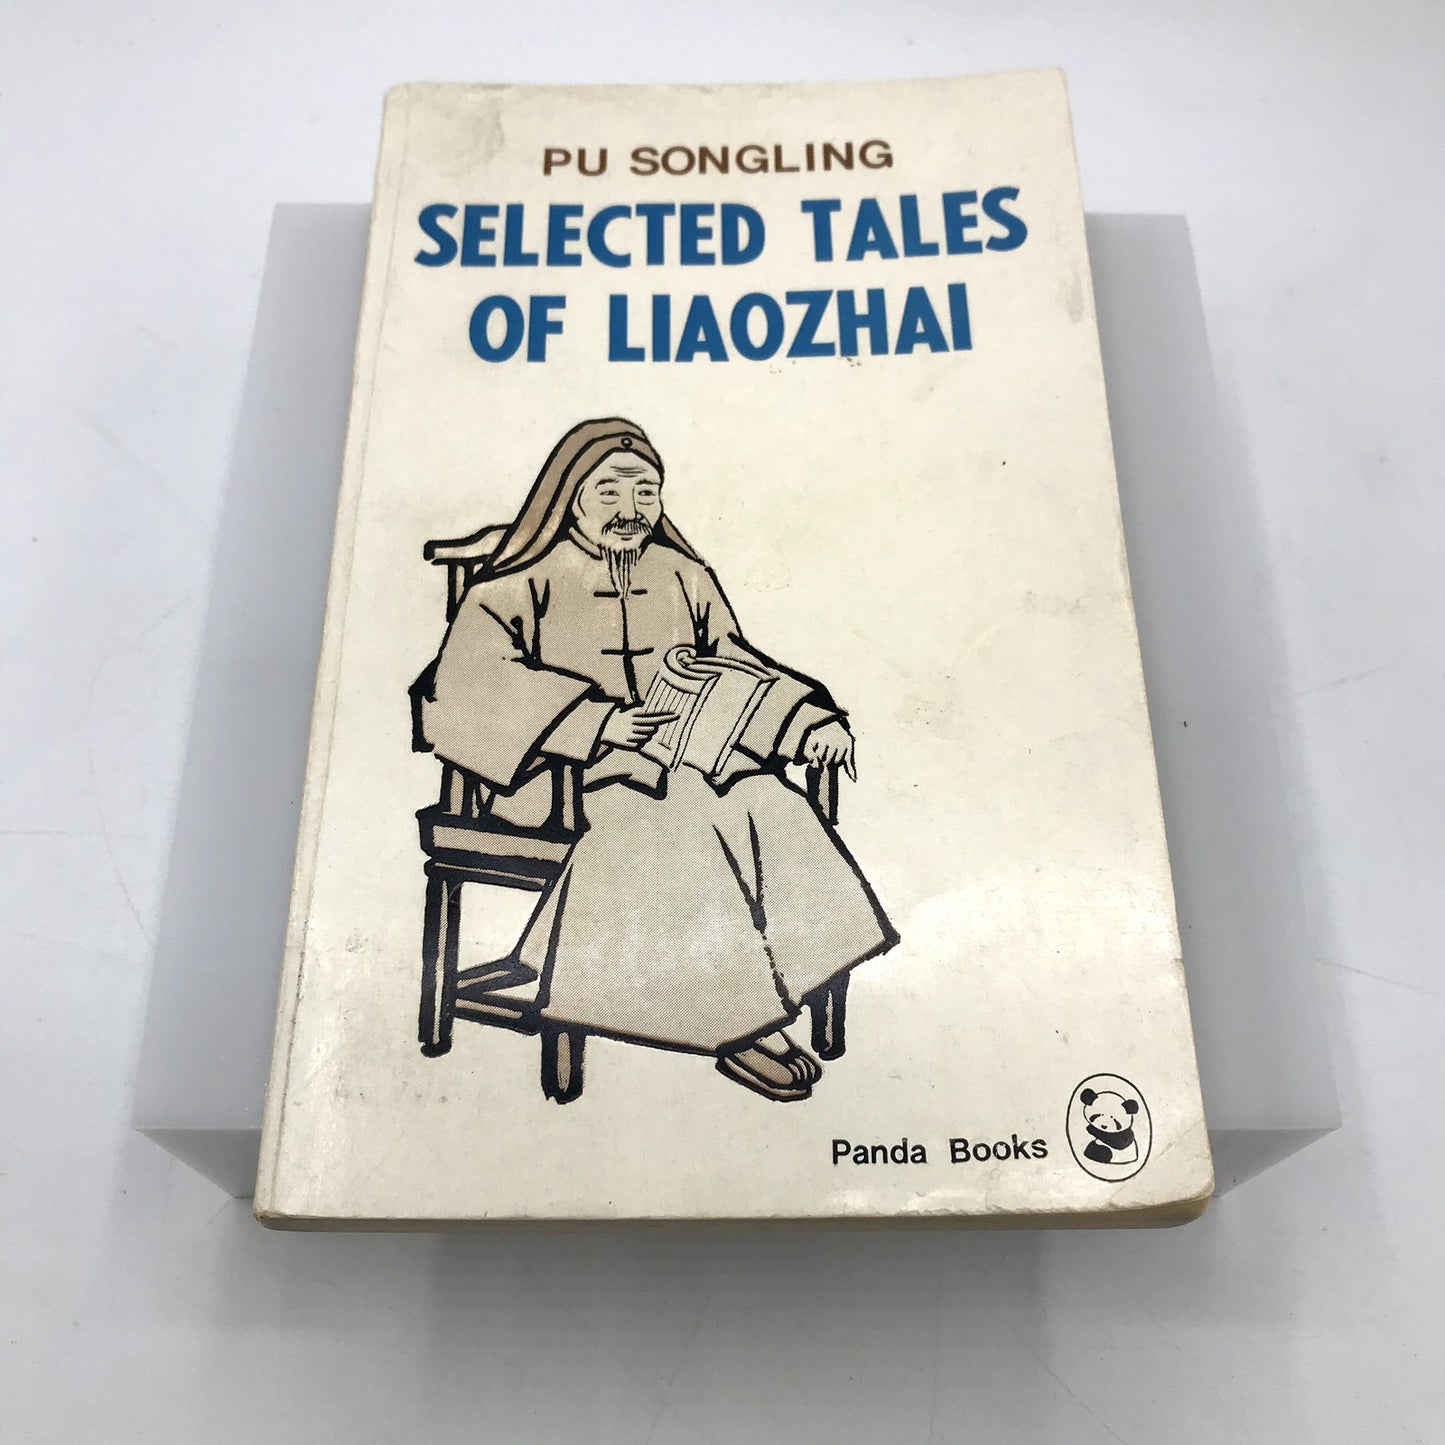 PU SONGLING
SELECTED TALES
OF LIAOZHAI
Panda Books